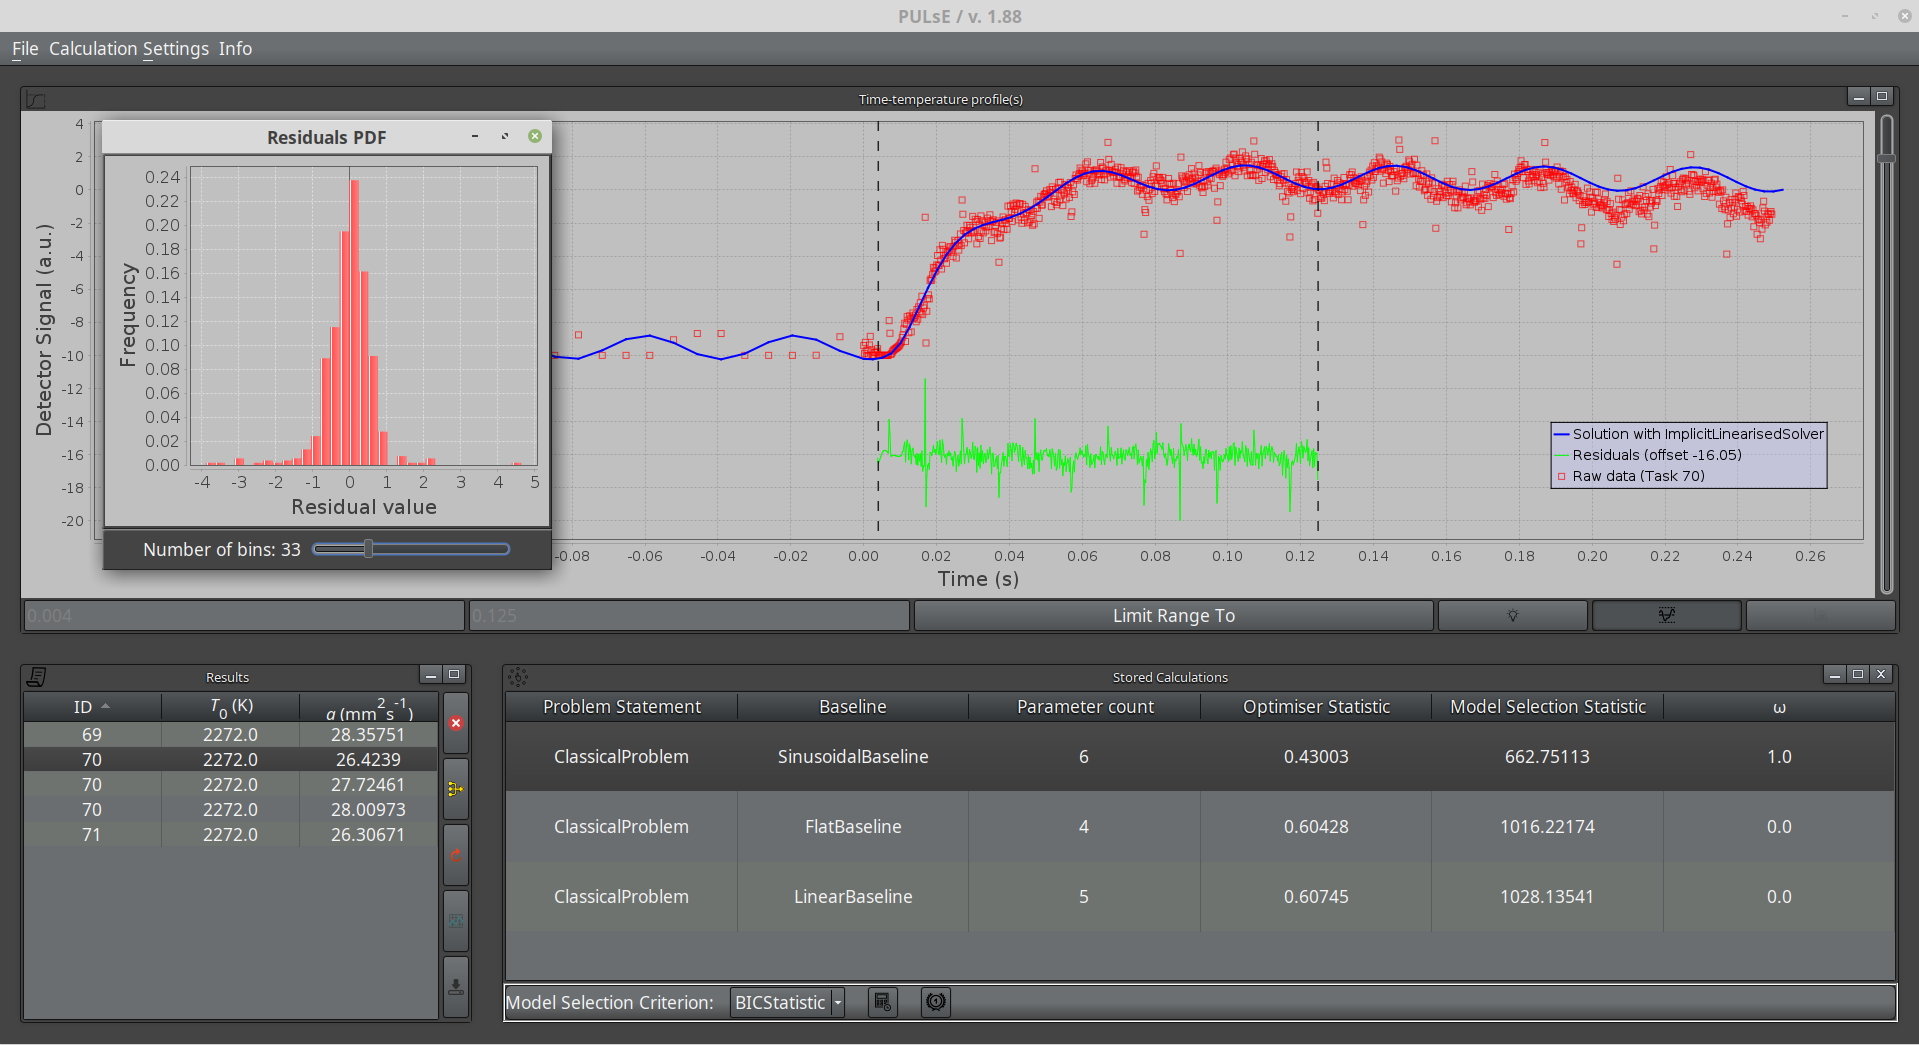 PULsE / v. 1.88
File Calculation Settings Info
Time-temperature profile(s)
Detector Signal (a.u.)
4
2
0
-2
-4
-6
-8
-10
-12
-14
-16
-18
-20
Residuals PDF
Frequency
0.24
0.22
0.20
0.18
0.16
0.14
0.12
0.10
0.08
0.06
0.04
0.02
0.00
-4 -3 -2 -1 0 1 2 3 4 5
Residual value
Number of bins: 33
Solution with ImplicitLinearisedSolver
Residuals (offset -16.05)
Raw data (Task 70)
-0.08 -0.06 -0.04 -0.02 0.00 0.02 0.04 0.06 0.08 0.10 0.12 0.14 0.16 0.18 0.20 0.22 0.24 0.26
Time (s)
0.004 0.125 Limit Range To
Results
ID T0 (K) a (mm2s-1)
69 2272.0 28.35751
70 2272.0 26.4239
70 2272.0 27.72461
70 2272.0 28.00973
71 2272.0 26.30671
Stored Calculations
Problem Statement Baseline Parameter count Optimiser Statistic Model Selection Statistic ω
ClassicalProblem SinusoidalBaseline 6 0.43003 662.75113 1.0
ClassicalProblem FlatBaseline 4 0.60428 1016.22174 0.0
ClassicalProblem LinearBaseline 5 0.60745 1028.13541 0.0
Model Selection Criterion: BICStatistic